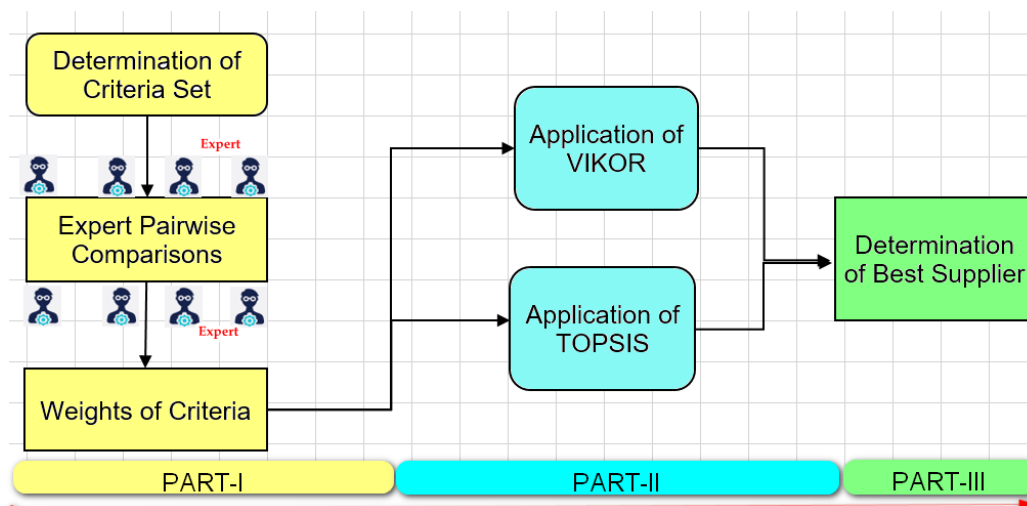 Determination of
Criteria Set
Expert
Expert Pairwise
Comparisons
Expert
Weights of Criteria
Application of
VIKOR
Application of
TOPSIS
Determination
of Best Supplier
PART-I
PART-II
PART-III